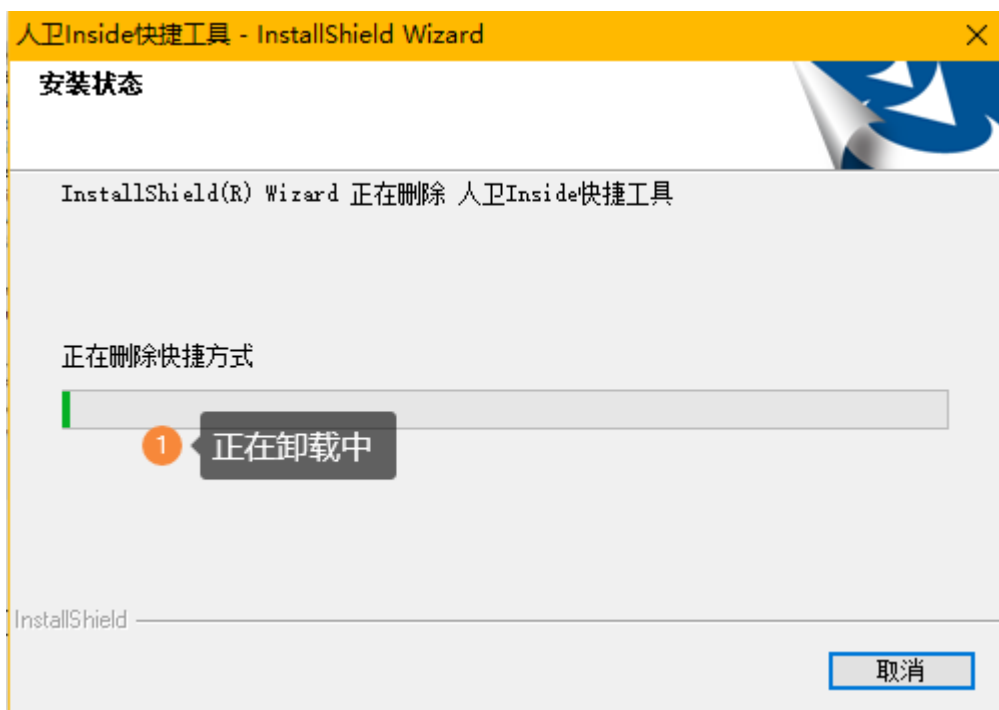 人卫Inside快捷工具 - InstallShield Wizard
安装状态
InstallShield(R) Wizard 正在删除 人卫Inside快捷工具
正在删除快捷方式
1 正在卸载中
InstallShield
取消